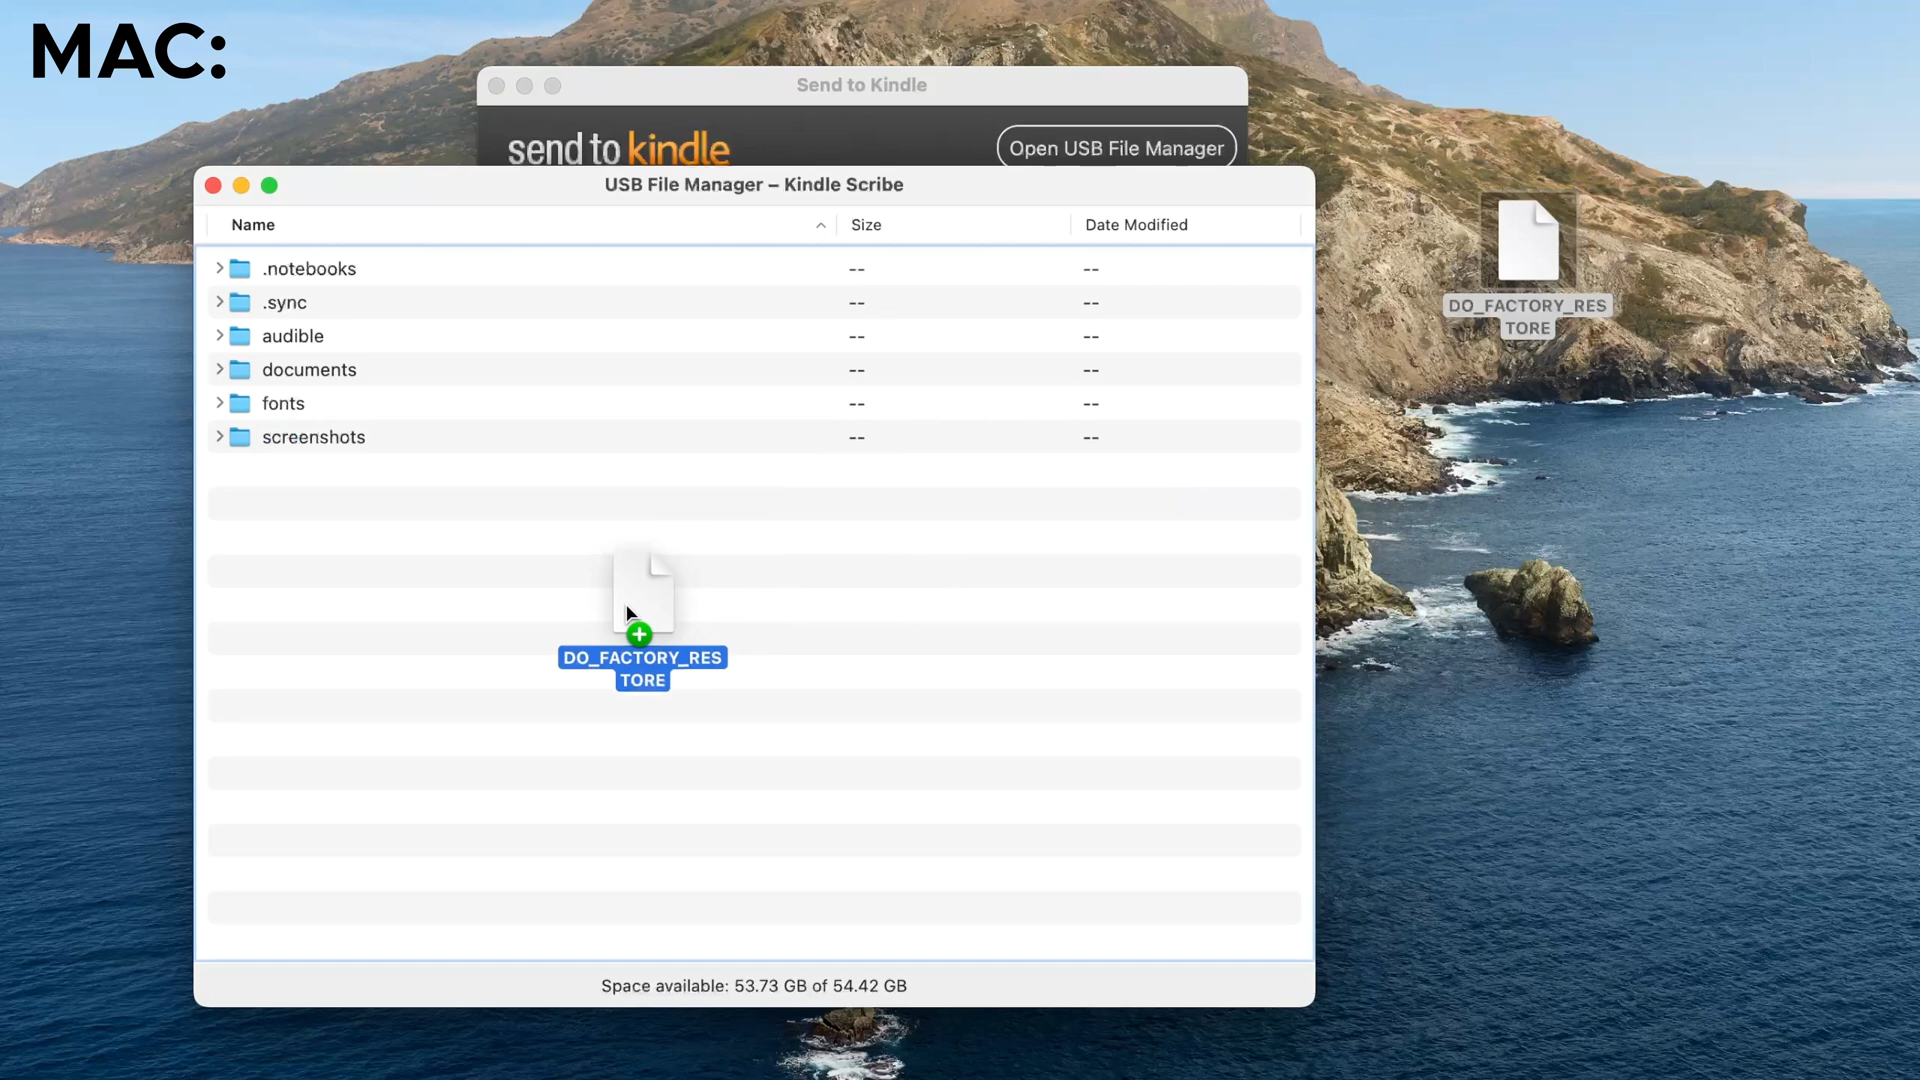 MAC:
Send to Kindle
send to kindle
Open USB File Manager
USB File Manager – Kindle Scribe
Name Size Date Modified
.notebooks -- --
.sync -- --
audible -- --
documents -- --
fonts -- --
screenshots -- --
DO_FACTORY_RES
TORE
DO_FACTORY_RES
TORE
Space available: 53.73 GB of 54.42 GB